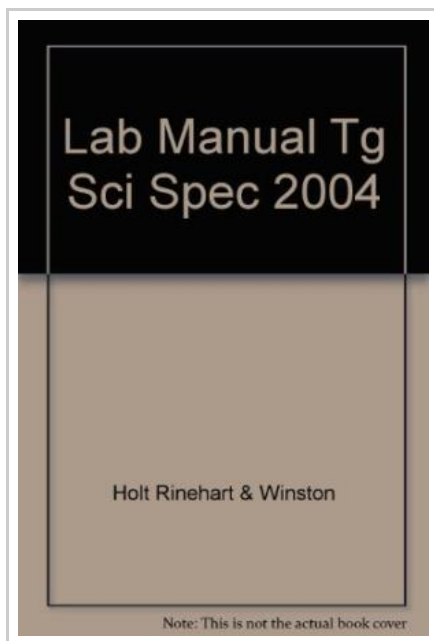 Lab Manual Tg
Sci Spec 2004
Holt Rinehart & Winston
Note: This is not the actual book cover